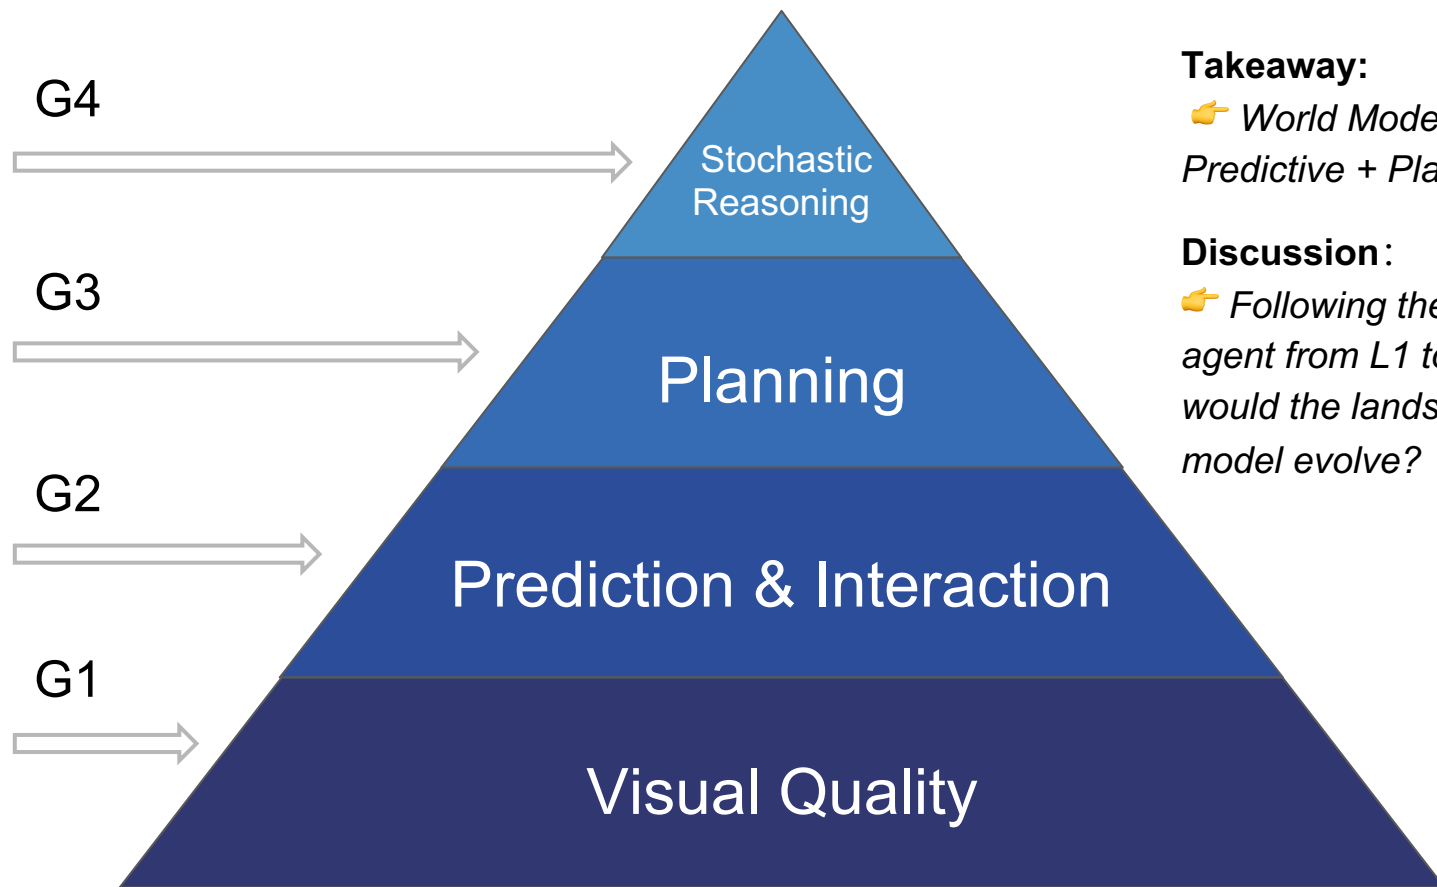 G4
Stochastic
Reasoning
G3
Planning
G2
Prediction & Interaction
G1
Visual Quality
Takeaway:
👉 World Mode
Predictive + Pla
Discussion:
👉 Following the
agent from L1 to
would the lands
model evolve?